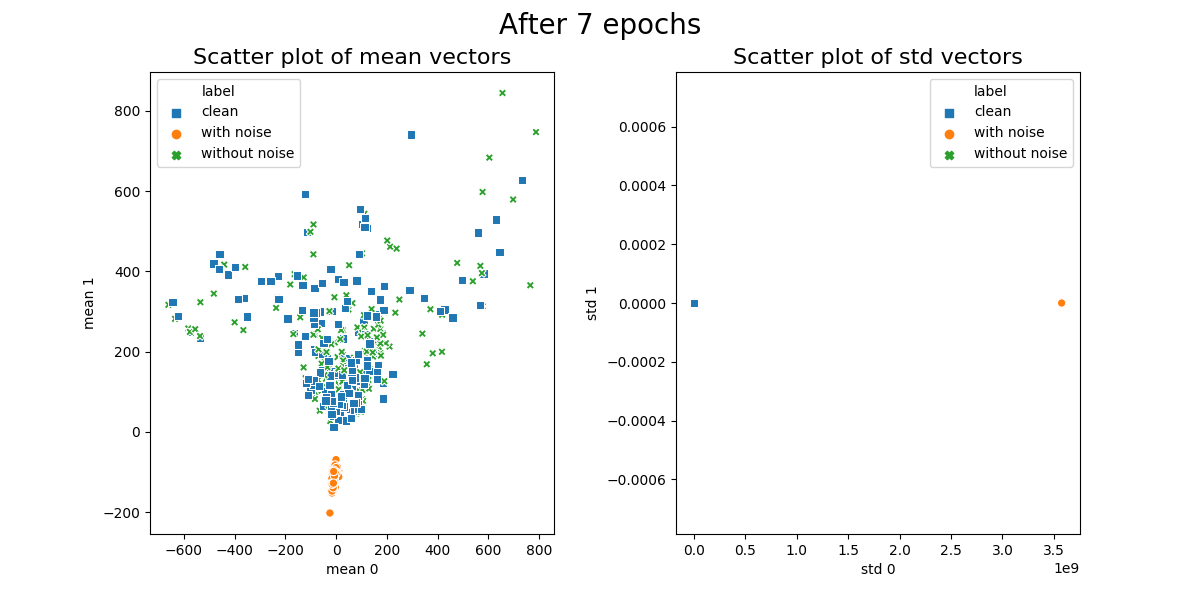 After 7 epochs
Scatter plot of mean vectors
label
clean
with noise
without noise
800
600
400
200
0
−200
mean 1
−600
−400
−200
0
200
400
600
800
mean 0
Scatter plot of std vectors
label
clean
with noise
without noise
0.0006
0.0004
0.0002
0.0000
−0.0002
−0.0004
−0.0006
std 1
0.0
0.5
1.0
1.5
2.0
2.5
3.0
3.5
1e9
std 0